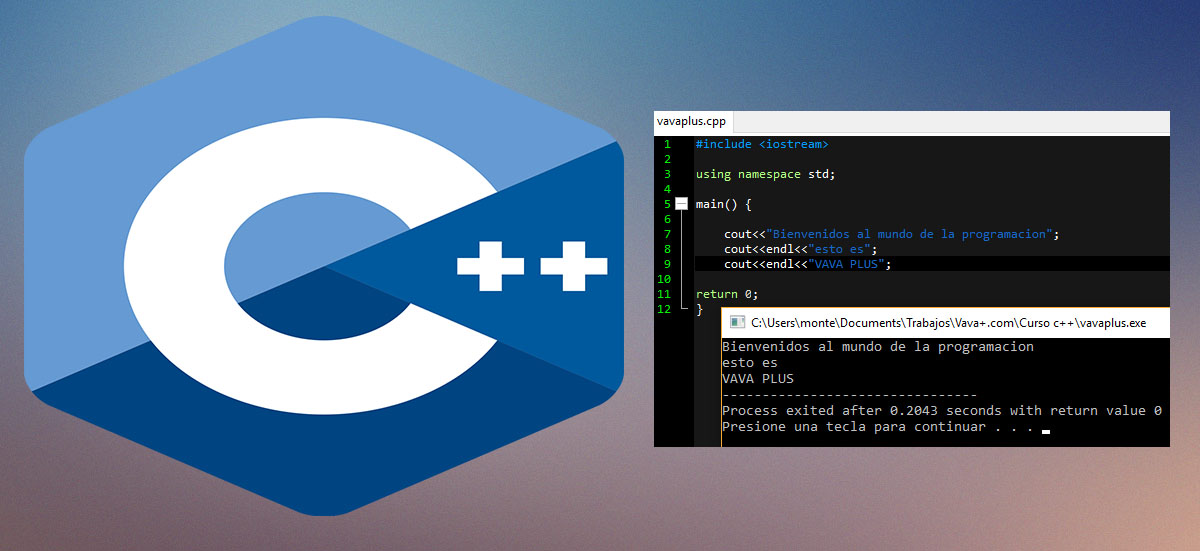 C++
vavaplus.cpp
1 #include <iostream>
2
3 using namespace std;
4
5 main() {
6
7 cout<<"Bienvenidos al mundo de la programacion";
8 cout<<endl<<"esto es";
9 cout<<endl<<"VAVA PLUS";
10
11 return 0;
12 }
C:\Users\monte\Documents\Trabajos\Vava+.com\Curso c++\vavaplus.exe
Bienvenidos al mundo de la programacion
esto es
VAVA PLUS
--------------------------------
Process exited after 0.2043 seconds with return value 0
Presione una tecla para continuar . . .